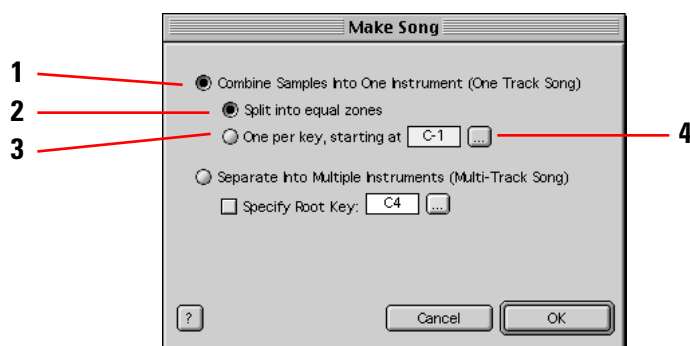 Make Song
1
Combine Samples Into One Instrument (One Track Song)
2
Split into equal zones
3
One per key, starting at C-1 ...
4
Separate Into Multiple Instruments (Multi-Track Song)
Specify Root Key: C4 ...
? Cancel OK